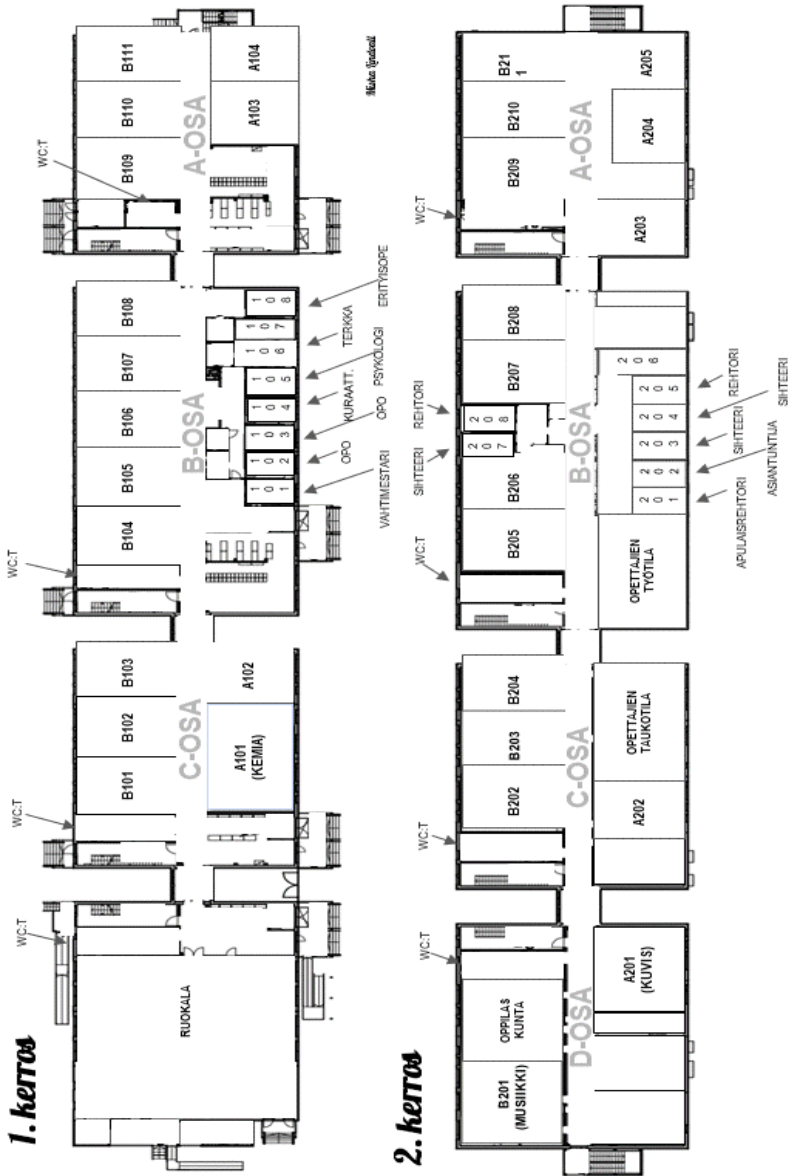 1. kerros
WC:T
WC:T
WC:T
WC:T
RUOKALA
B101
B102
B103
B104
B105
B106
B107
B108
B109
B110
B111
C-OSA
B-OSA
A-OSA
A101
(KEMIA)
A102
101
102
103
104
105
106
107
108
A103
A104
VAHTIMESTARI
OPO
OPO
KURAATT.
PSYKOLOGI
TERKKA
ERITYISOPE
2. kerros
WC:T
WC:T
WC:T
SIHTEERI
REHTORI
WC:T
B201
(MUSIIKKI)
OPPILAS
KUNTA
B202
B203
B204
B205
B206
207
208
B207
B208
B209
B210
B21
1
D-OSA
C-OSA
B-OSA
A-OSA
A201
(KUVIS)
A202
OPETTAJIEN
TAUKOTILA
OPETTAJIEN
TYÖTILA
201
202
203
204
205
206
A203
A204
A205
APULAISREHTORI
ASIANTUNTIJA
SIHTEERI
SIHTEERI
REHTORI